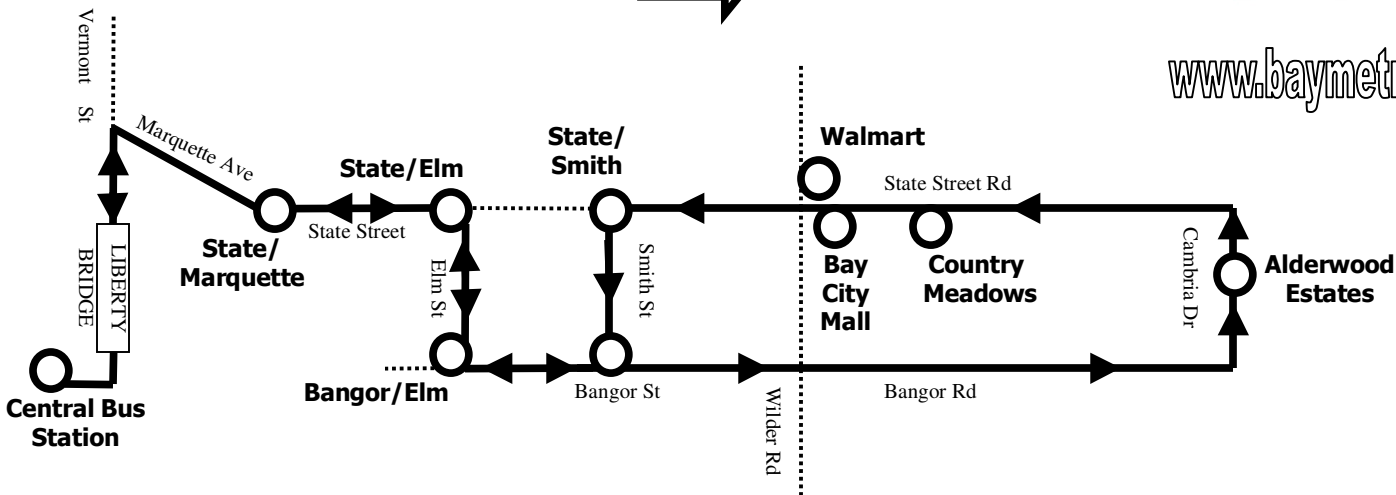 www.baymet
Vermont St
Marquette Ave
State/
Smith
Walmart
State/Elm
State Street Rd
State Street
State/
Marquette
LIBERTY
BRIDGE
Elm St
Smith St
Bay
City
Mall
Country
Meadows
Cambria Dr
Alderwood
Estates
Bangor/Elm
Bangor St
Wilder Rd
Bangor Rd
Central Bus
Station